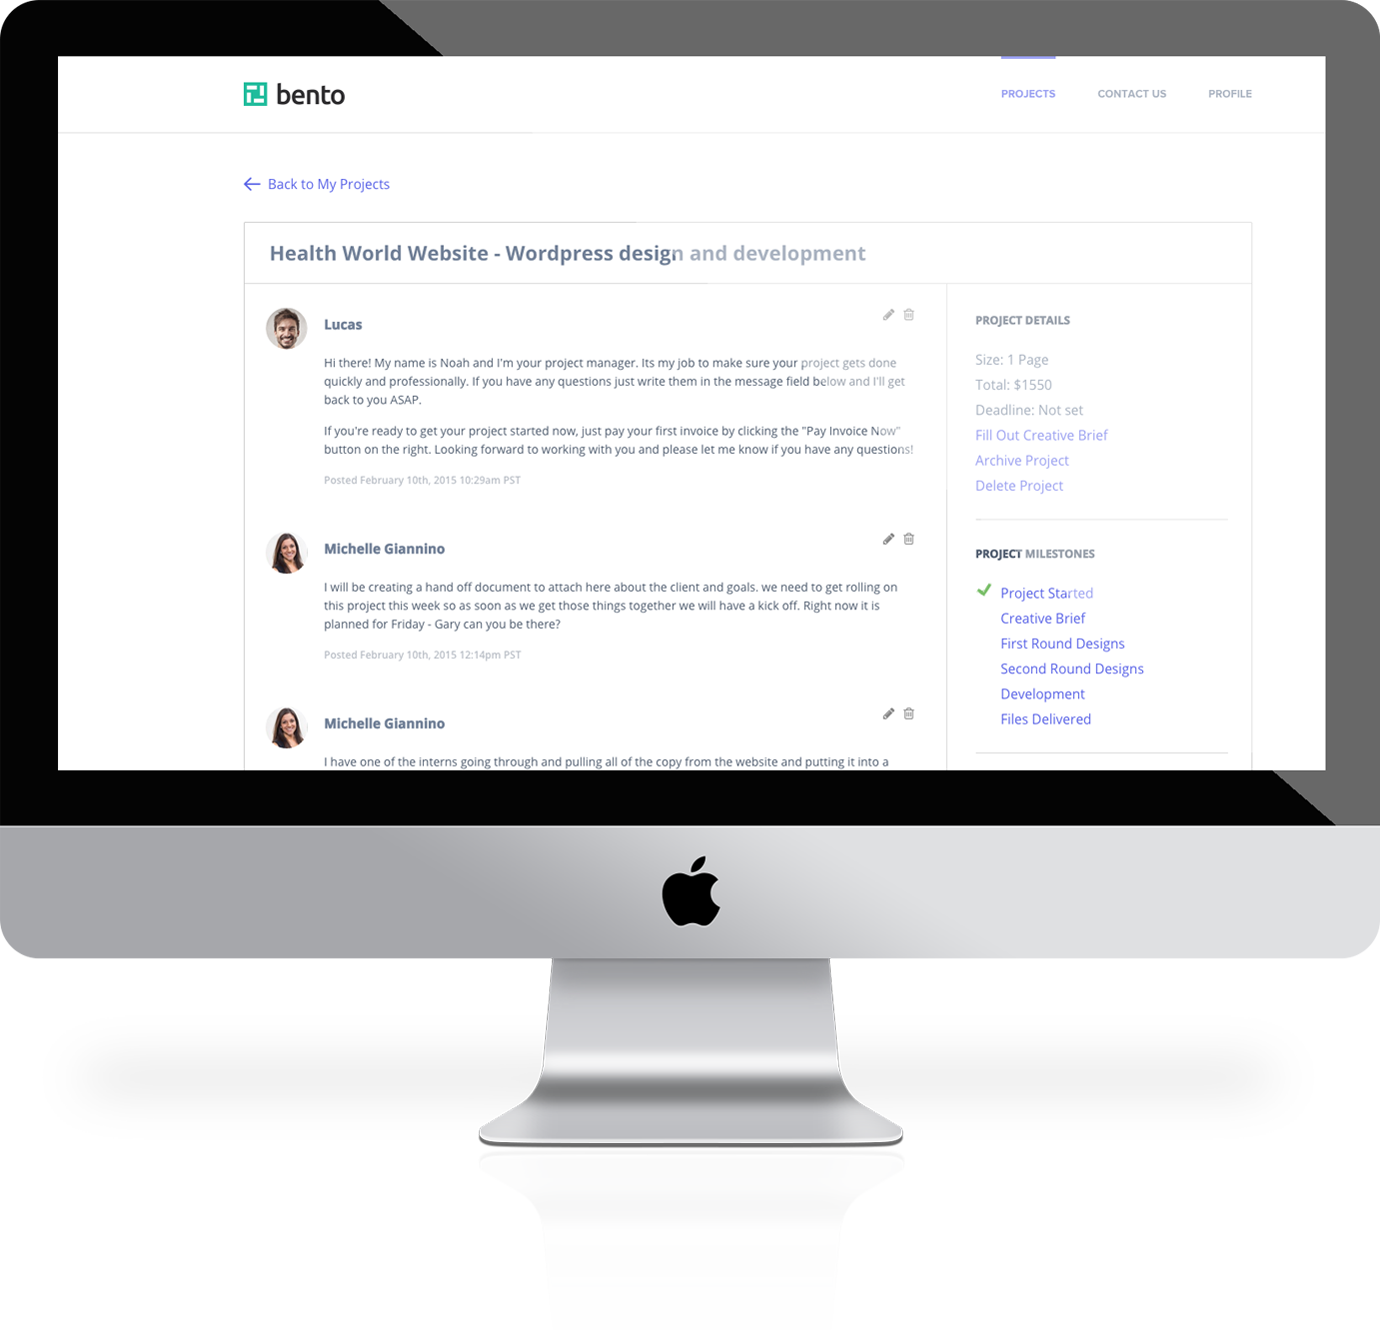 bento
PROJECTS CONTACT US PROFILE
Back to My Projects
Health World Website - Wordpress design and development
Lucas
Hi there! My name is Noah and I'm your project manager. Its my job to make sure your project gets done
quickly and professionally. If you have any questions just write them in the message field below and I'll get
back to you ASAP.
If you're ready to get your project started now, just pay your first invoice by clicking the "Pay Invoice Now"
button on the right. Looking forward to working with you and please let me know if you have any questions!
Posted February 10th, 2015 10:29am PST
Michelle Giannino
I will be creating a hand off document to attach here about the client and goals. we need to get rolling on
this project this week so as soon as we get those things together we will have a kick off. Right now it is
planned for Friday - Gary can you be there?
Posted February 10th, 2015 12:14pm PST
Michelle Giannino
I have one of the interns going through and pulling all of the copy from the website and putting it into a
PROJECT DETAILS
Size: 1 Page
Total: $1550
Deadline: Not set
Fill Out Creative Brief
Archive Project
Delete Project
PROJECT MILESTONES
Project Started
Creative Brief
First Round Designs
Second Round Designs
Development
Files Delivered